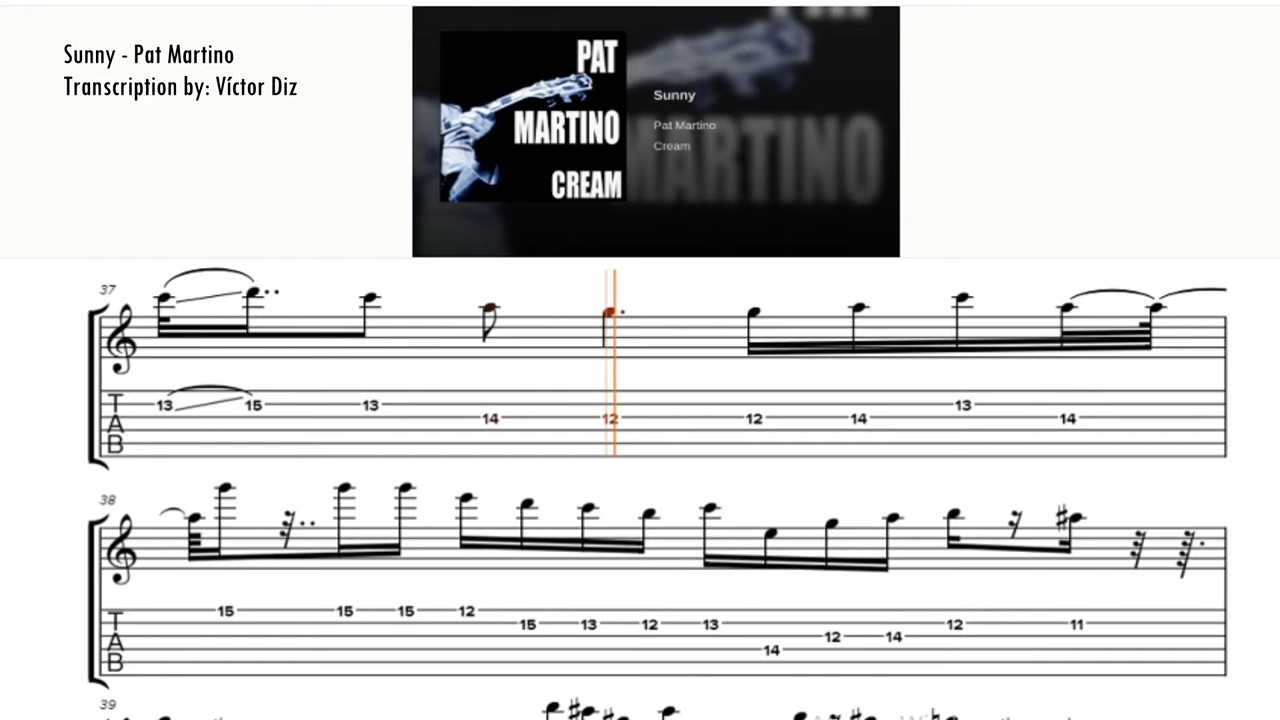 Sunny - Pat Martino
Transcription by: Víctor Diz
PAT
MARTINO
CREAM
Sunny
Pat Martino
Cream
MARTINO
37
T
A
B
13 15 13 14 12 12 14 13 14
38
T
A
B
15 15 15 12 15 13 12 13 14 12 14 12 11
39